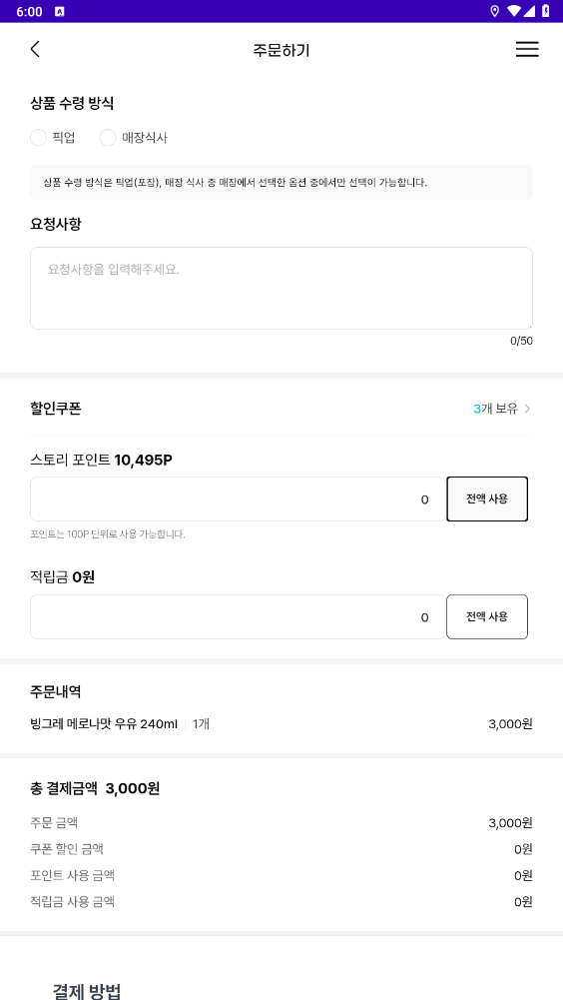 6:00
주문하기
상품 수령 방식
픽업 매장식사
상품 수령 방식은 픽업(포장), 매장 식사 중 매장에서 선택한 옵션 중에서만 선택이 가능합니다.
요청사항
요청사항을 입력해주세요.
0/50
할인쿠폰 3개 보유
스토리 포인트 10,495P
0 전액 사용
포인트는 100P 단위로 사용 가능합니다.
적립금 0원
0 전액 사용
주문내역
빙그레 메로나맛 우유 240ml 1개 3,000원
총 결제금액 3,000원
주문 금액 3,000원
쿠폰 할인 금액 0원
포인트 사용 금액 0원
적립금 사용 금액 0원
결제 방법